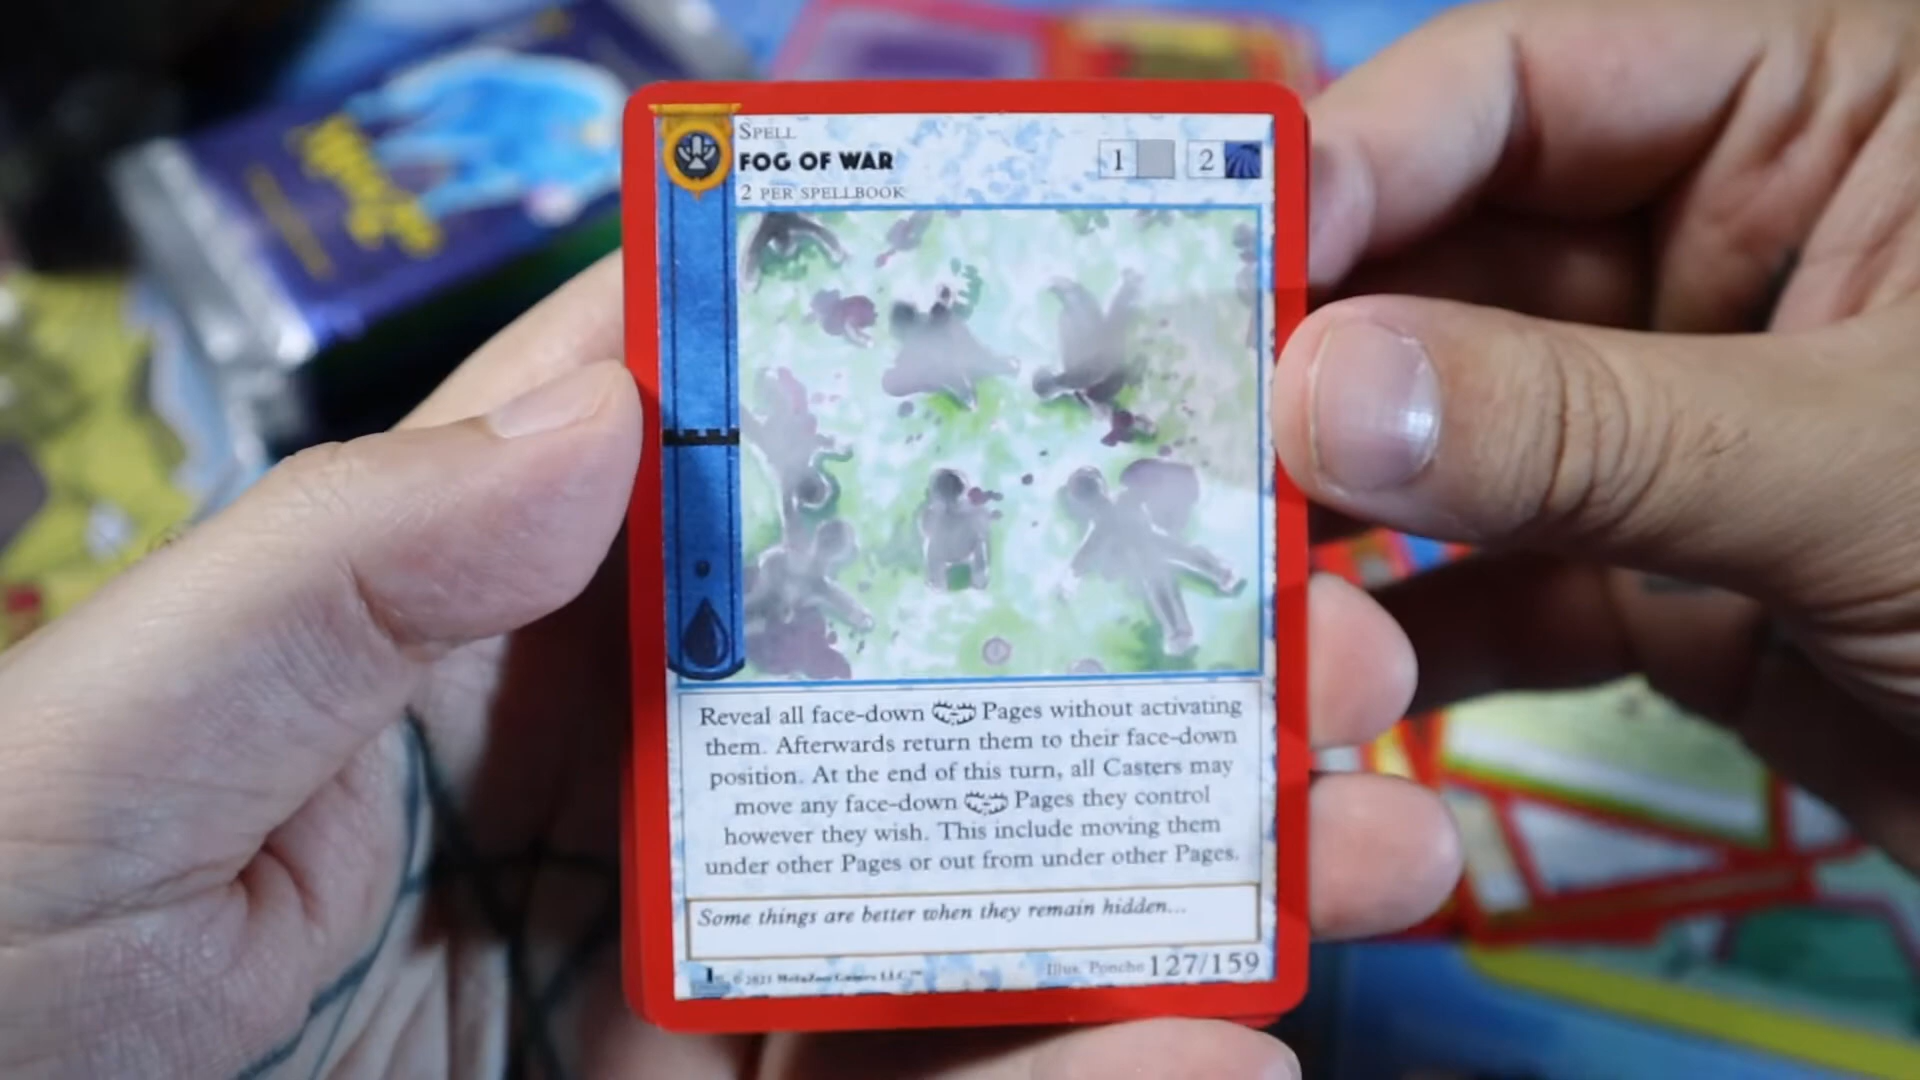 SPELL
FOG OF WAR
2 PER SPELLBOOK
1 2
Reveal all face-down Pages without activating
them. Afterwards return them to their face-down
position. At the end of this turn, all Casters may
move any face-down Pages they control
however they wish. This include moving them
under other Pages or out from under other Pages.
Some things are better when they remain hidden...
© 2021 MetaZoo Games LLC™ Illus. Poncho 127/159